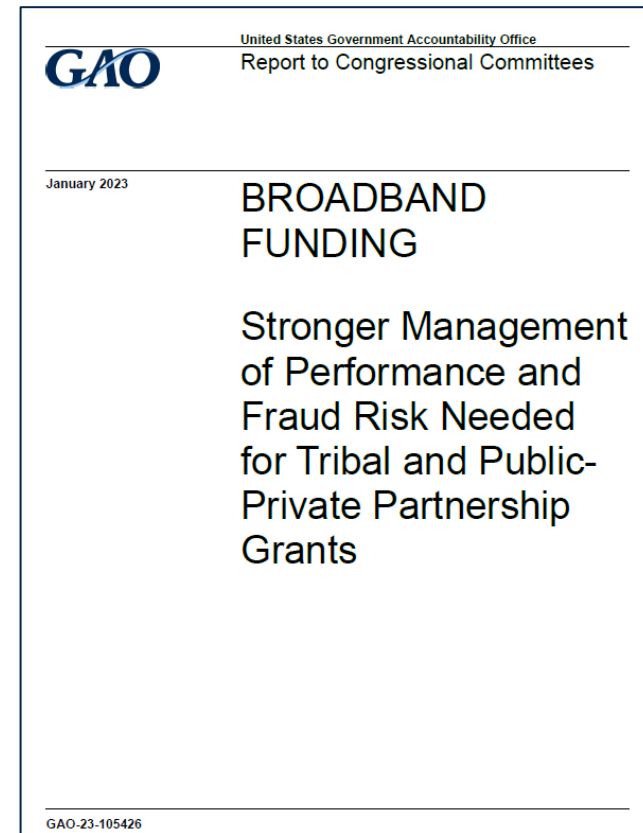 United States Government Accountability Office
GAO
Report to Congressional Committees
January 2023
BROADBAND
FUNDING
Stronger Management
of Performance and
Fraud Risk Needed
for Tribal and Public-
Private Partnership
Grants
GAO-23-105426